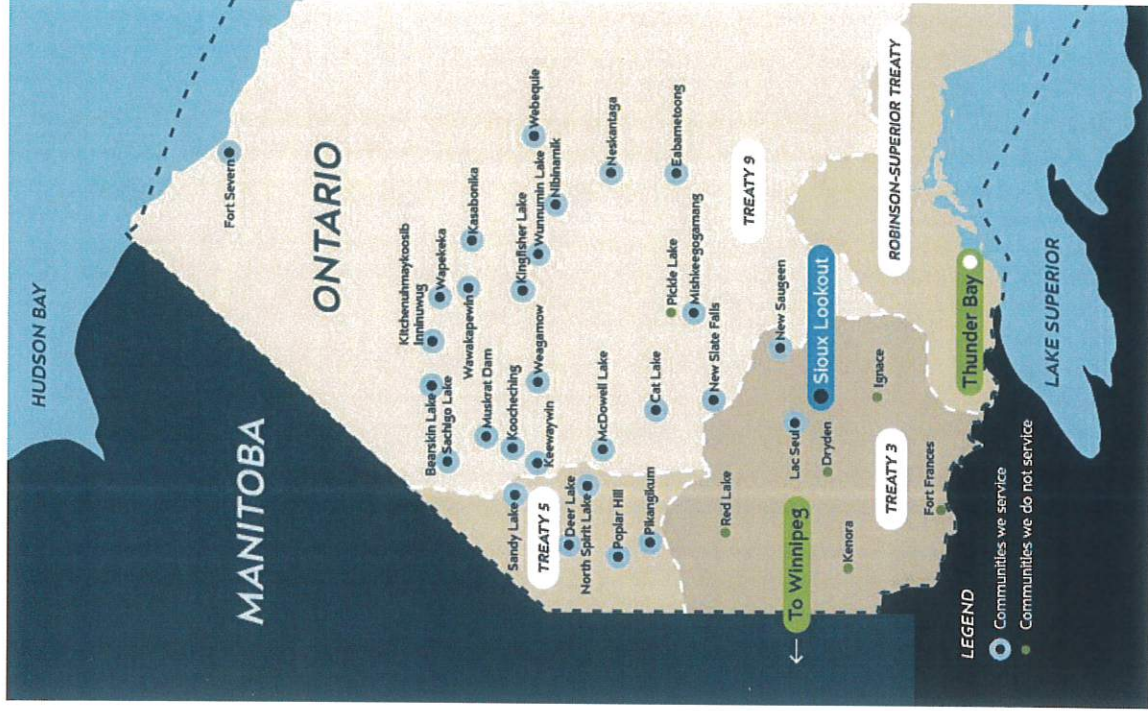 HUDSON BAY
MANITOBA
ONTARIO
Fort Severn
Kitchenuhmaykoosib
Inninuwug
Wapekeka
Bearskin Lake
Sachigo Lake
Wawakapewin
Kasabonika
Muskrat Dam
Koocheching
Kingfisher Lake
Webequie
Wunnumin Lake
Nibinamik
Sandy Lake
Keewaywin
Weagamow
TREATY 5
Deer Lake
North Spirit Lake
McDowell Lake
Neskantaga
Poplar Hill
Pikangikum
Cat Lake
Pickle Lake
Mishkeegogamang
Eabametoong
Red Lake
New Slate Falls
TREATY 9
New Saugeen
Lac Seul
To Winnipeg
←
Sioux Lookout
Dryden
Kenora
Ignace
TREATY 3
ROBINSON-SUPERIOR TREATY
Fort Frances
Thunder Bay
LAKE SUPERIOR
LEGEND
Communities we service
Communities we do not service